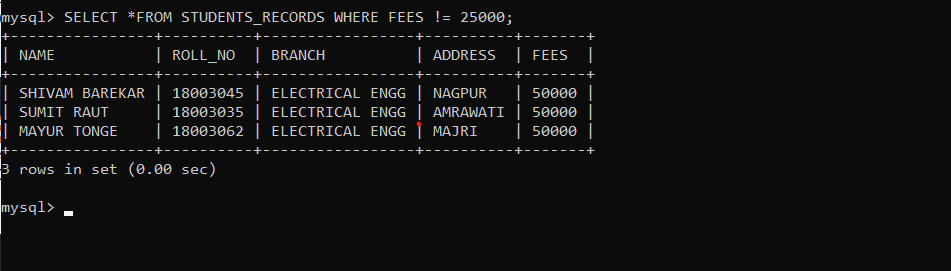 mysql> SELECT *FROM STUDENTS_RECORDS WHERE FEES != 25000;
+----------------+----------+-----------------+----------+-------+
| NAME           | ROLL_NO  | BRANCH          | ADDRESS  | FEES  |
+----------------+----------+-----------------+----------+-------+
| SHIVAM BAREKAR | 18003045 | ELECTRICAL ENGG | NAGPUR   | 50000 |
| SUMIT RAUT     | 18003035 | ELECTRICAL ENGG | AMRAWATI | 50000 |
| MAYUR TONGE    | 18003062 | ELECTRICAL ENGG | MAJRI    | 50000 |
+----------------+----------+-----------------+----------+-------+
3 rows in set (0.00 sec)
mysql>